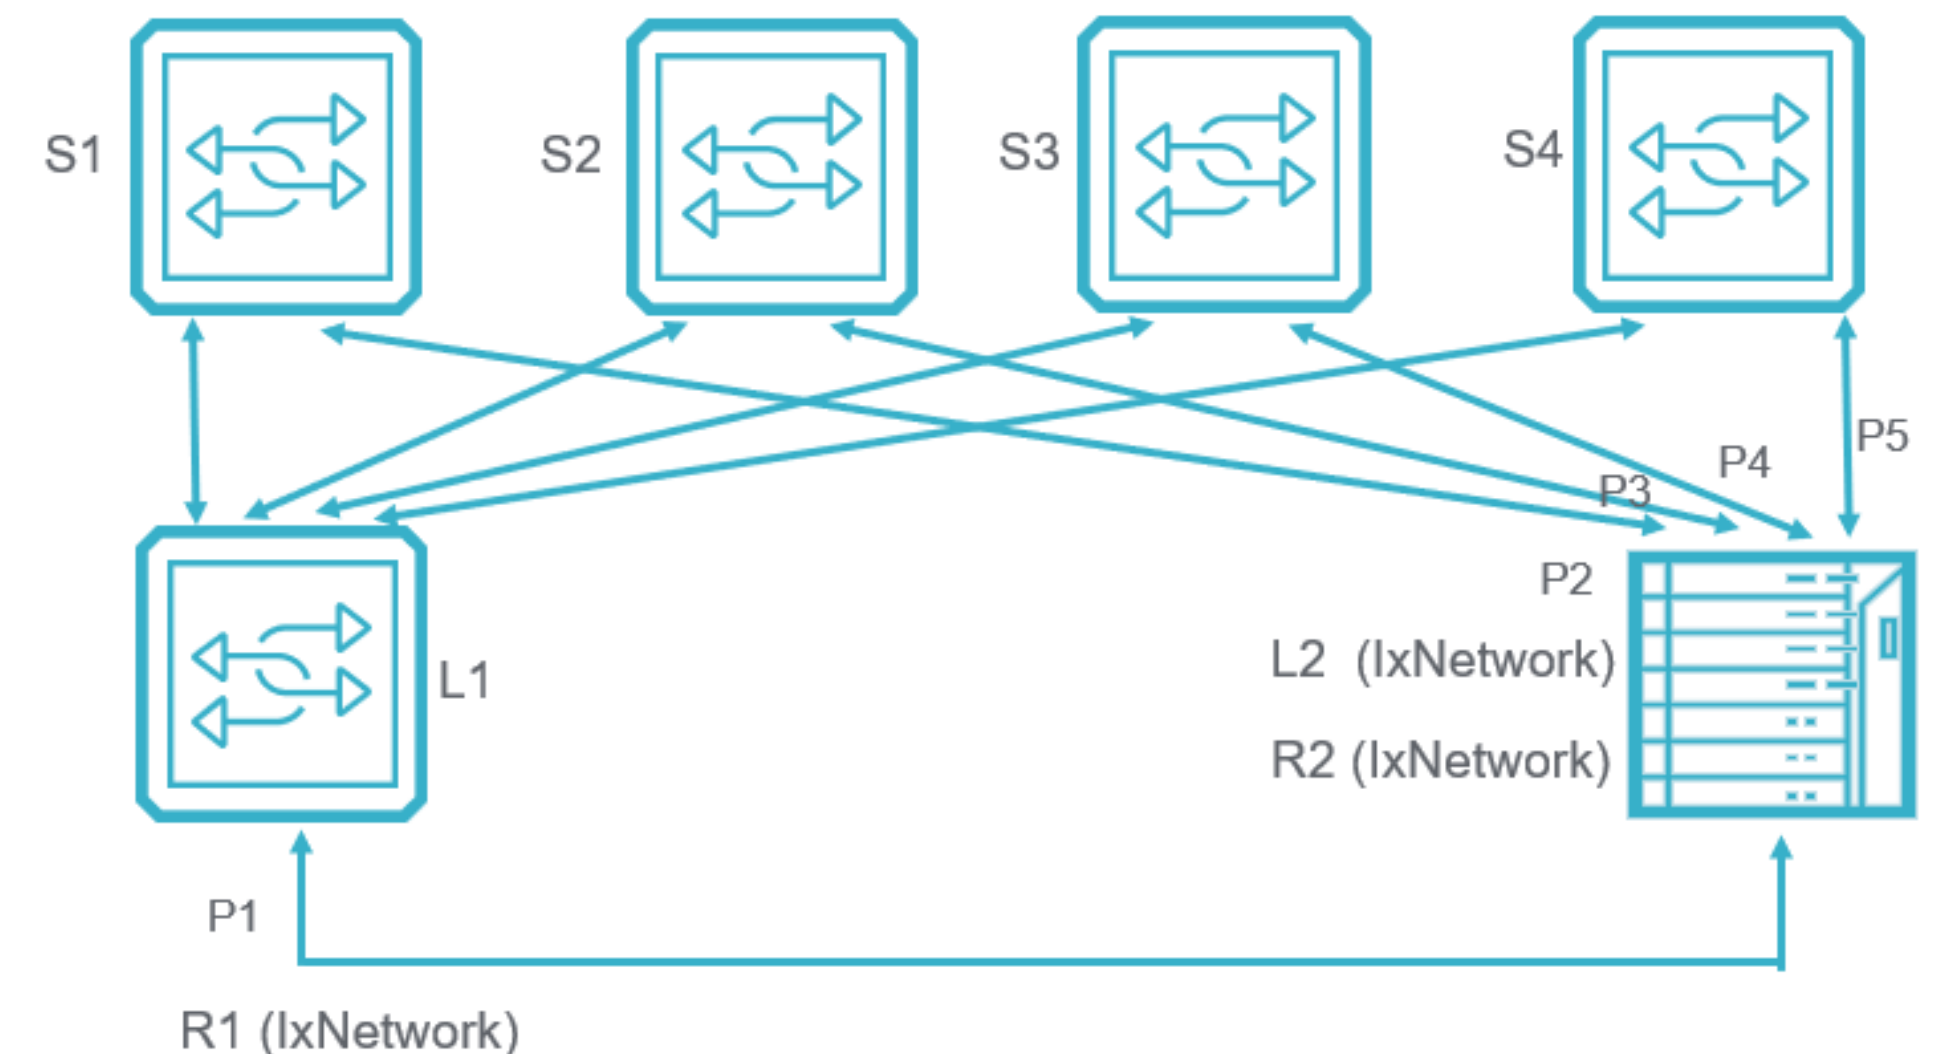 S1
S2
S3
S4
P5
P4
P3
P2
L2 (IxNetwork)
L1
R2 (IxNetwork)
P1
R1 (IxNetwork)